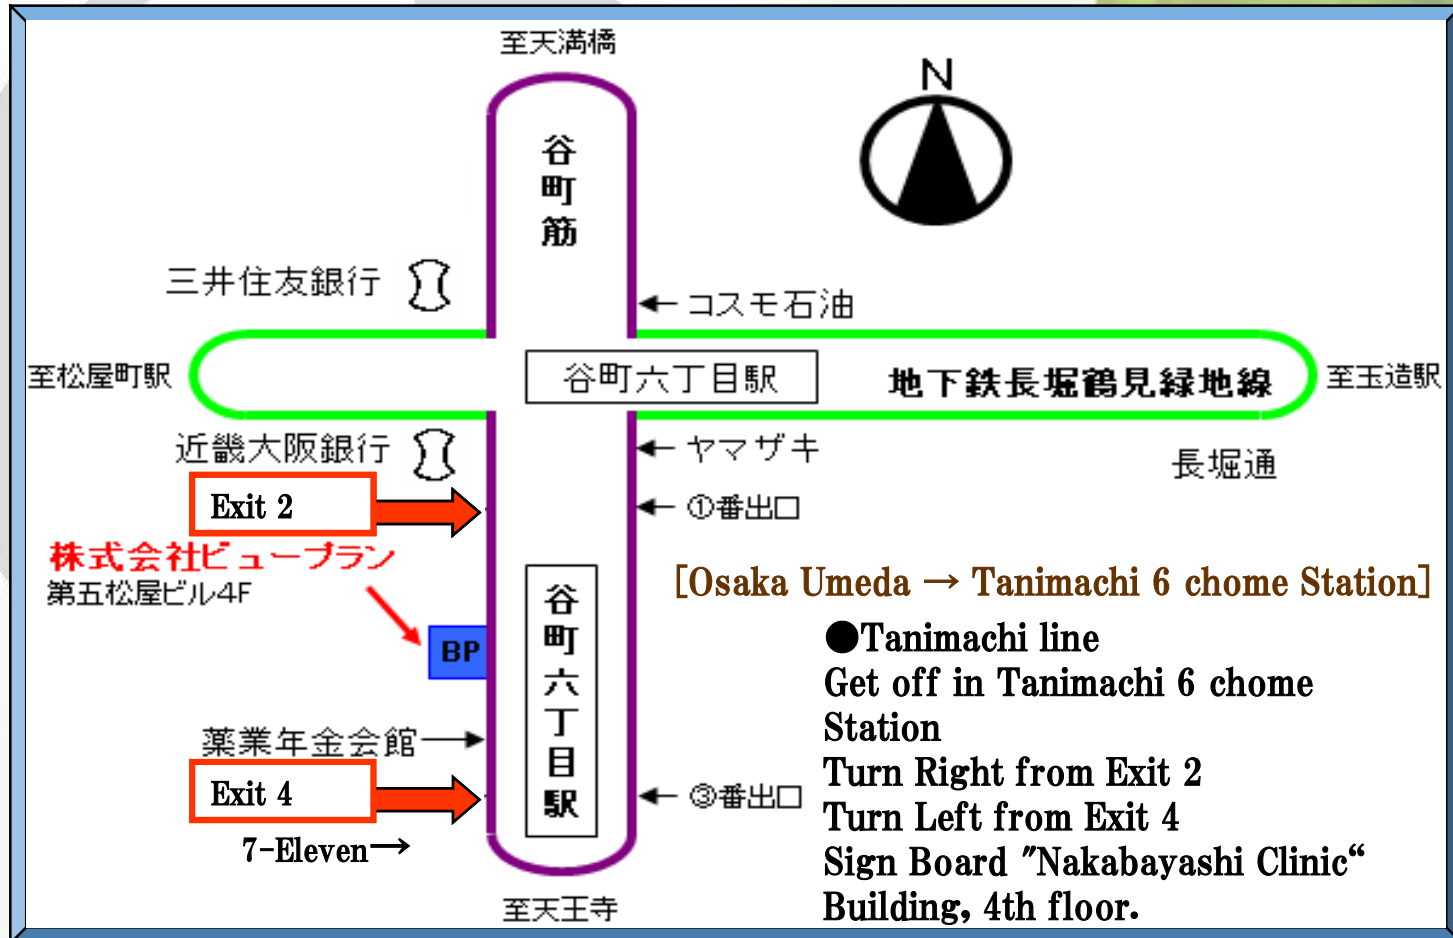 至天満橋
N
谷町筋
三井住友銀行
←コスモ石油
至松屋町駅
谷町六丁目駅
地下鉄長堀鶴見緑地線
至玉造駅
近畿大阪銀行
←ヤマザキ
長堀通
Exit 2
←①番出口
株式会社ビュープラン
第五松屋ビル4F
[Osaka Umeda → Tanimachi 6 chome Station]
BP
谷町六丁目駅
●Tanimachi line
Get off in Tanimachi 6 chome
Station
Turn Right from Exit 2
Turn Left from Exit 4
Sign Board "Nakabayashi Clinic“
Building, 4th floor.
薬業年金会館→
Exit 4
←③番出口
7-Eleven→
至天王寺